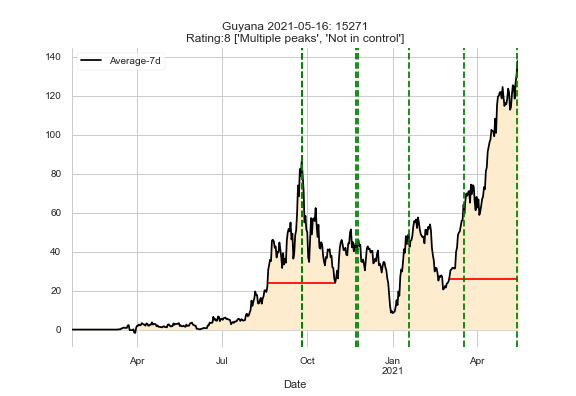 Guyana 2021-05-16: 15271
Rating:8 ['Multiple peaks', 'Not in control']
Average-7d
140
120
100
80
60
40
20
0
Apr
Jul
Oct
Jan
2021
Apr
Date